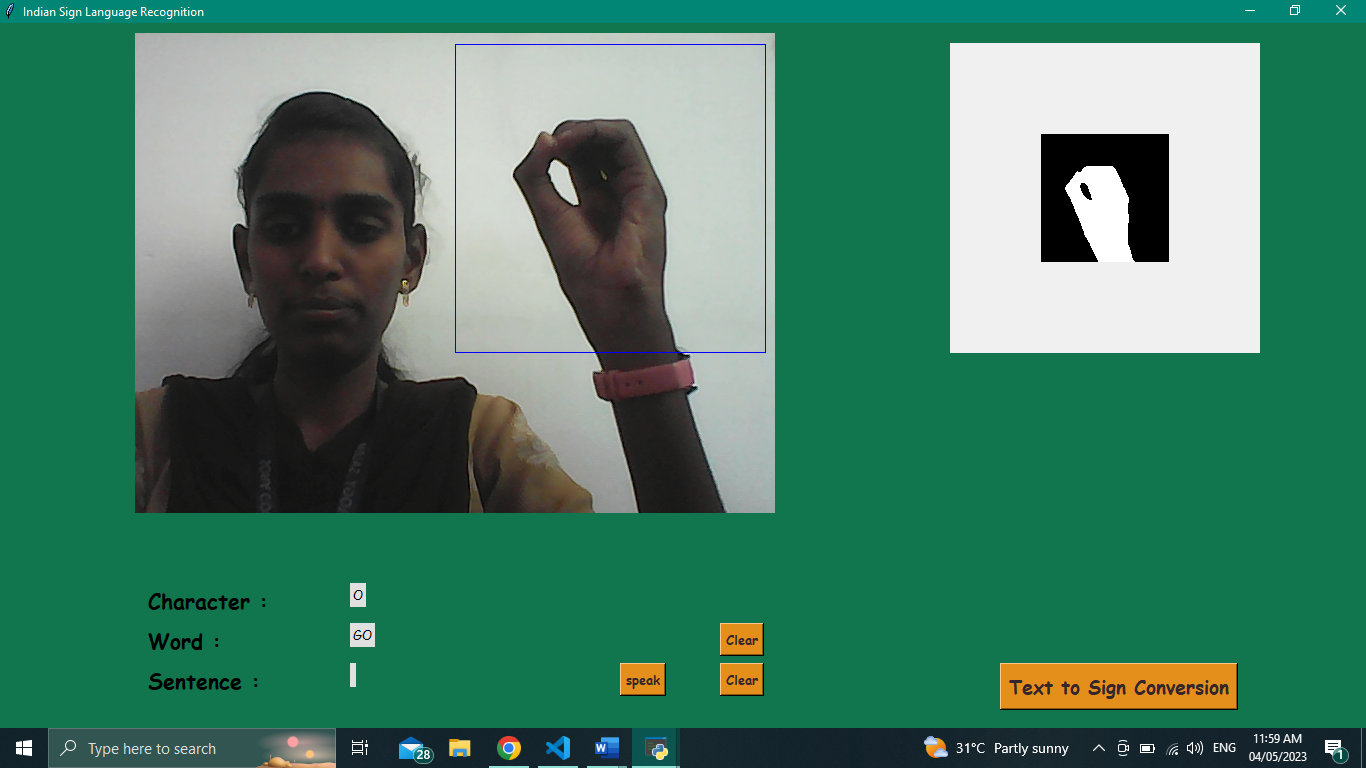 Indian Sign Language Recognition
Character : O
Word : GO Clear
Sentence : speak Clear
Text to Sign Conversion
Type here to search
28
31°C Partly sunny
ENG
11:59 AM
04/05/2023
1